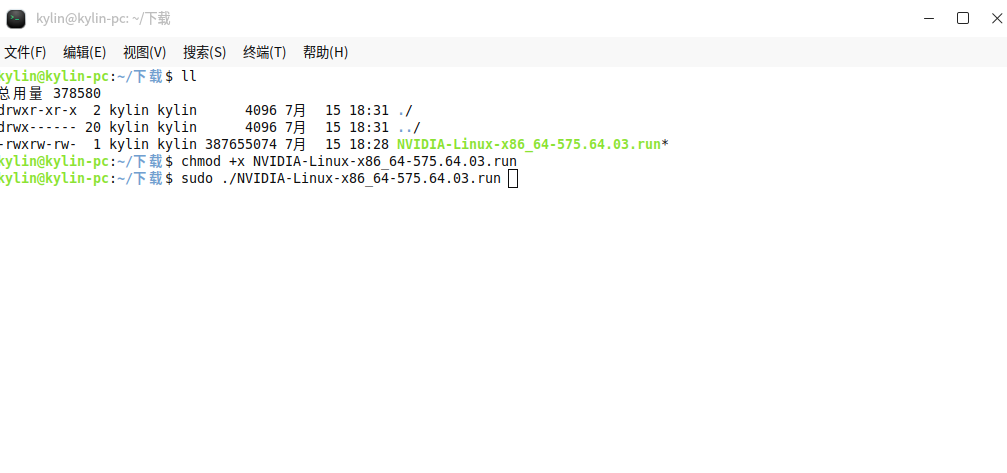 kylin@kylin-pc: ~/下载
文件(F) 编辑(E) 视图(V) 搜索(S) 终端(T) 帮助(H)
kylin@kylin-pc:~/下载$ ll
总用量 378580
drwxr-xr-x  2 kylin kylin      4096 7月  15 18:31 ./
drwx------ 20 kylin kylin      4096 7月  15 18:31 ../
-rwxrw-rw-  1 kylin kylin 387655074 7月  15 18:28 NVIDIA-Linux-x86_64-575.64.03.run*
kylin@kylin-pc:~/下载$ chmod +x NVIDIA-Linux-x86_64-575.64.03.run
kylin@kylin-pc:~/下载$ sudo ./NVIDIA-Linux-x86_64-575.64.03.run